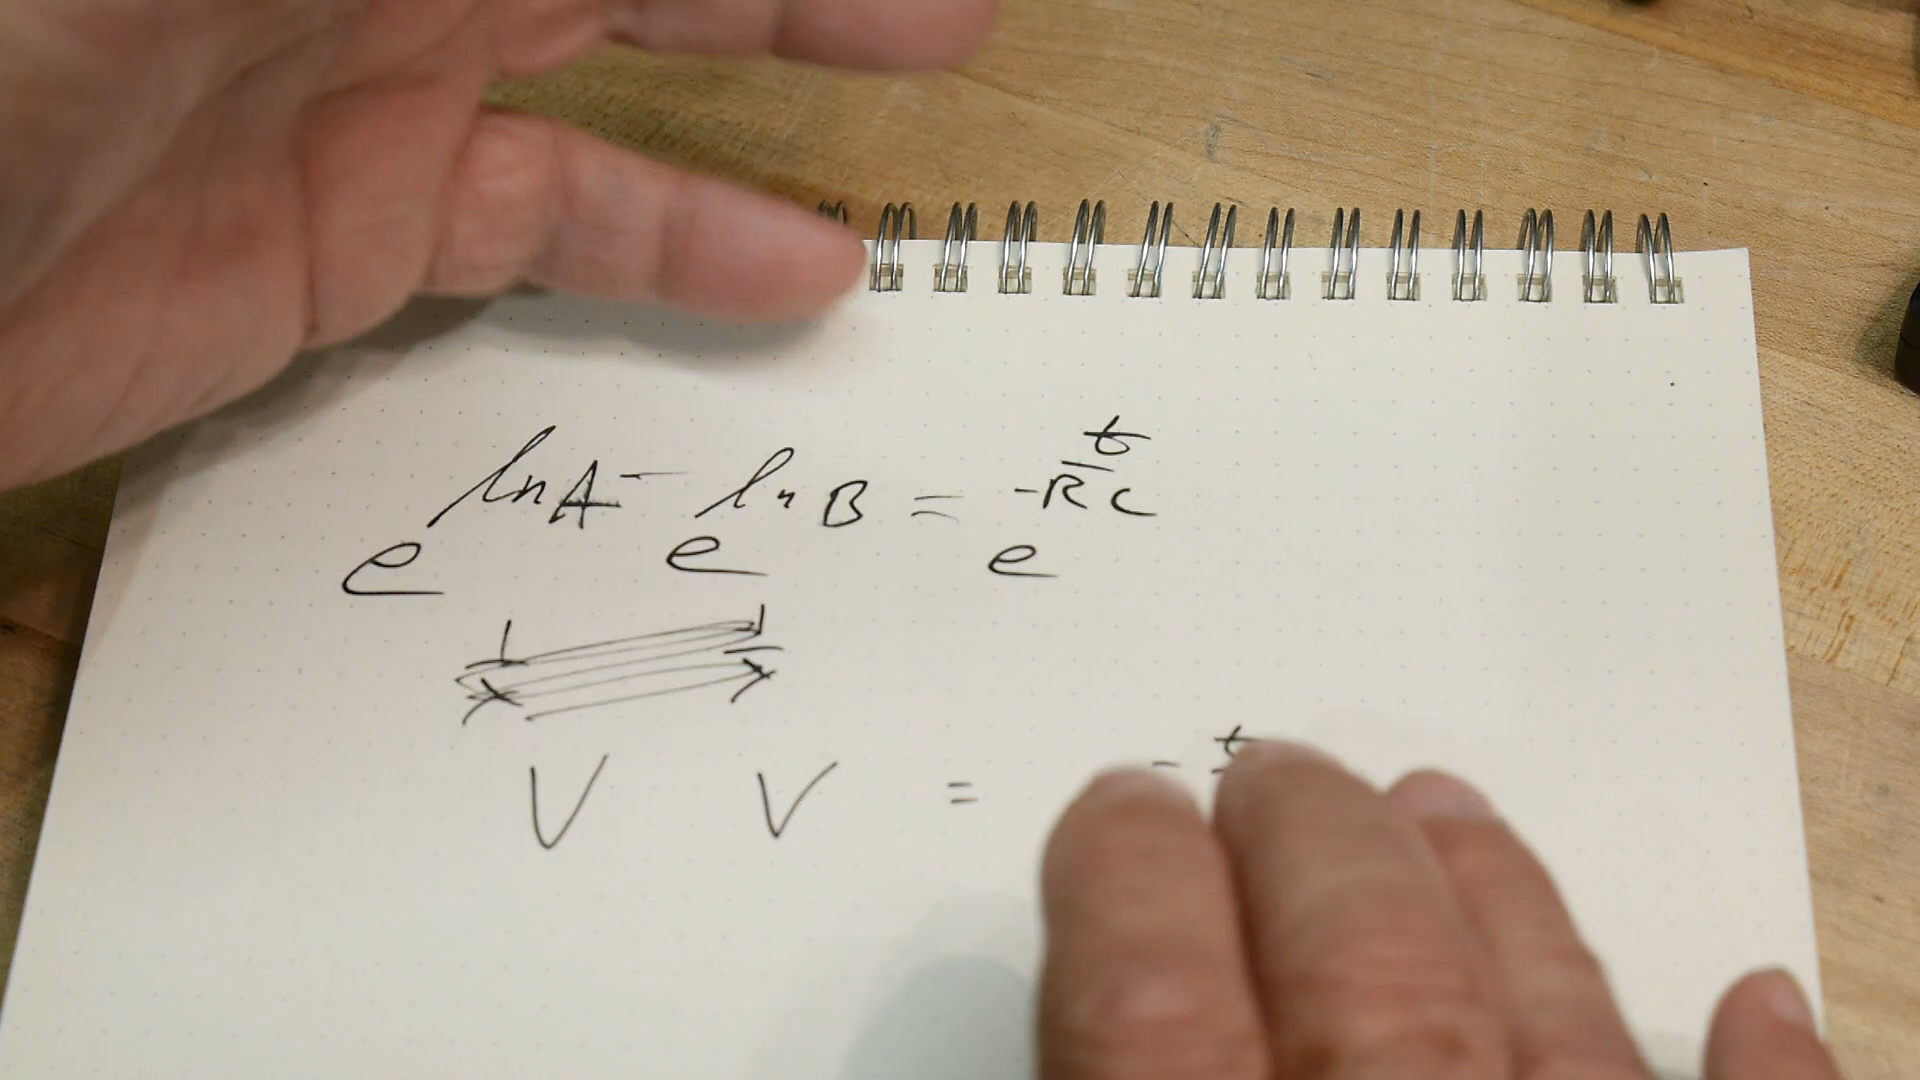 e^{ln A} - e^{ln B} = e^{-t/RC}
V V = - t